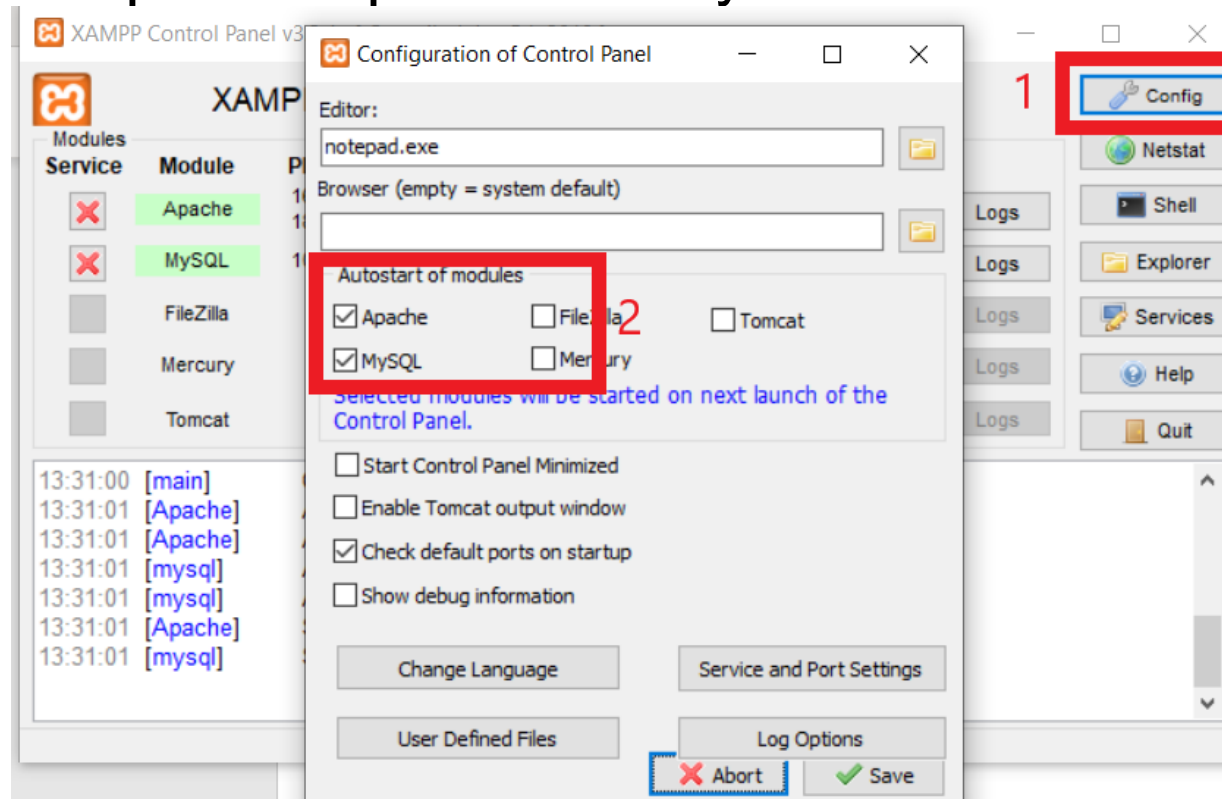 XAMPP Control Panel v3
Configuration of Control Panel
XAMP
1
Config
Editor:
notepad.exe
Modules
Service Module
Netstat
Browser (empty = system default)
Apache
Logs
Shell
MySQL
Logs
Explorer
Autostart of modules
FileZilla
Apache
FileZilla
2
Tomcat
Logs
Services
Mercury
MySQL
Mercury
Logs
Help
Selected modules will be started on next launch of the
Control Panel.
Tomcat
Logs
Quit
Start Control Panel Minimized
Enable Tomcat output window
Check default ports on startup
Show debug information
13:31:00 [main]
13:31:01 [Apache]
13:31:01 [Apache]
13:31:01 [mysql]
13:31:01 [mysql]
13:31:01 [Apache]
13:31:01 [mysql]
Change Language
Service and Port Settings
User Defined Files
Log Options
Abort
Save